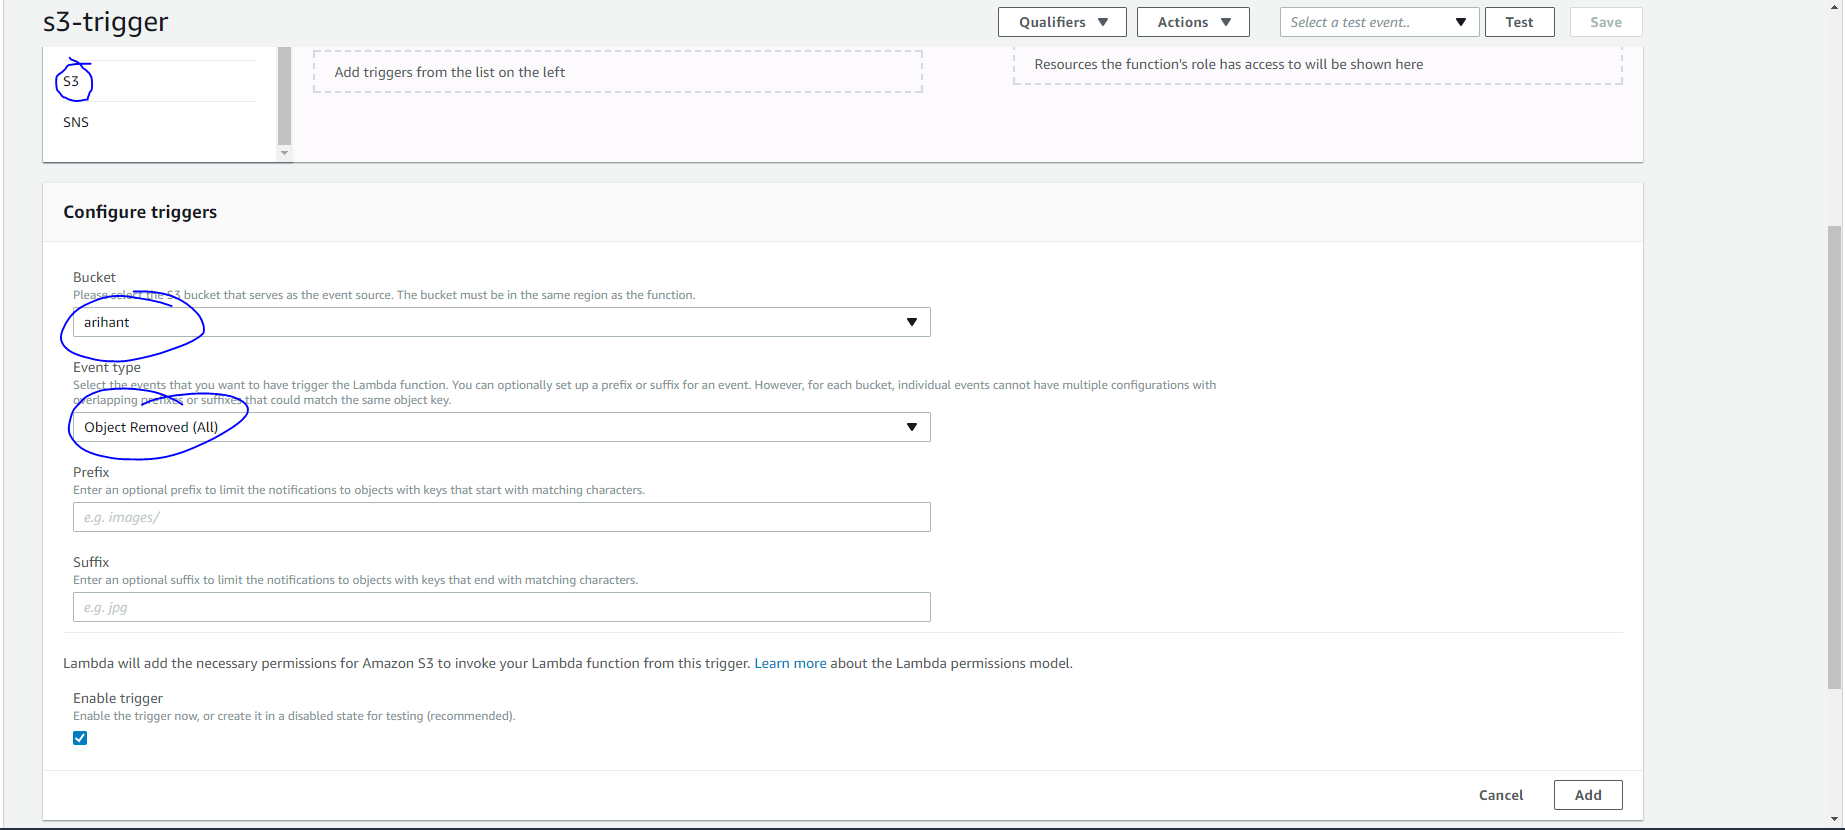 s3-trigger
Qualifiers
Actions
Select a test event..
Test
Save
S3
SNS
Add triggers from the list on the left
Resources the function's role has access to will be shown here
Configure triggers
Bucket
Please select the S3 bucket that serves as the event source. The bucket must be in the same region as the function.
arihant
Event type
Select the events that you want to have trigger the Lambda function. You can optionally set up a prefix or suffix for an event. However, for each bucket, individual events cannot have multiple configurations with
overlapping prefixes or suffixes that could match the same object key.
Object Removed (All)
Prefix
Enter an optional prefix to limit the notifications to objects with keys that start with matching characters.
e.g. images/
Suffix
Enter an optional suffix to limit the notifications to objects with keys that end with matching characters.
e.g. jpg
Lambda will add the necessary permissions for Amazon S3 to invoke your Lambda function from this trigger. Learn more about the Lambda permissions model.
Enable trigger
Enable the trigger now, or create it in a disabled state for testing (recommended).
Cancel
Add